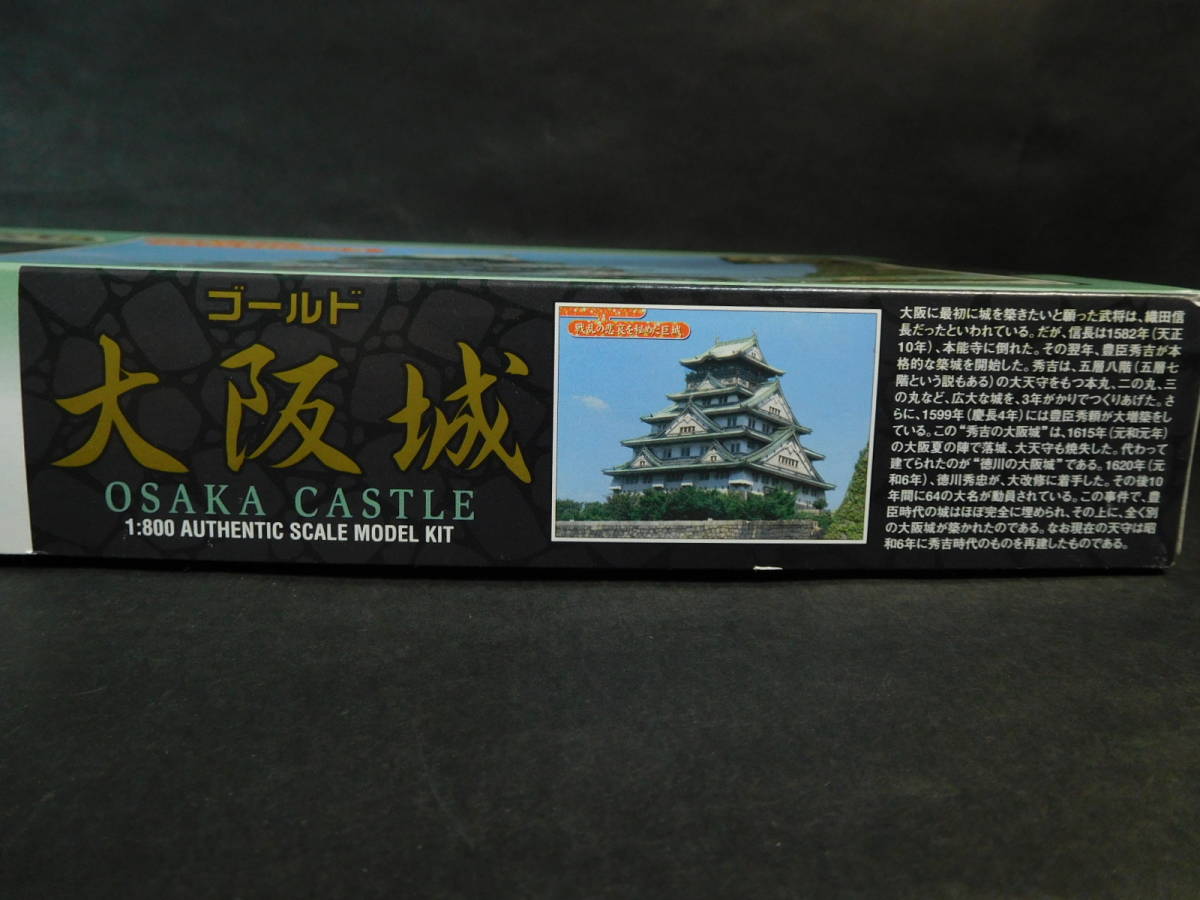 ゴールド
大阪城
OSAKA CASTLE
1:800 AUTHENTIC SCALE MODEL KIT
戦乱の悲哀を秘めた巨城
大阪に最初に城を築きたいと願った武将は、織田信
長だったといわれている。だが、信長は1582年(天正
10年)、本能寺に倒れた。その翌年、豊臣秀吉が本
格的な築城を開始した。秀吉は、五層八階(五層七
階という説もある)の大天守をもつ本丸、二の丸、三
の丸など、広大な城を、3年がかりでつくりあげた。さ
らに、1599年(慶長4年)には豊臣秀頼が大増築をし
ている。この“秀吉の大阪城”は、1615年(元和元年)
の大阪夏の陣で落城、大天守も焼失した。代わって
建てられたのが“徳川の大阪城”である。1620年(元
和6年)、徳川秀忠が、大改修に着手した。その後10
年間に64の大名が動員されている。この事件で、豊
臣時代の城はほぼ完全に埋められ、その上に、全く別
の大阪城が築かれたのである。なお現在の天守は昭
和6年に秀吉時代のものを再建したものである。